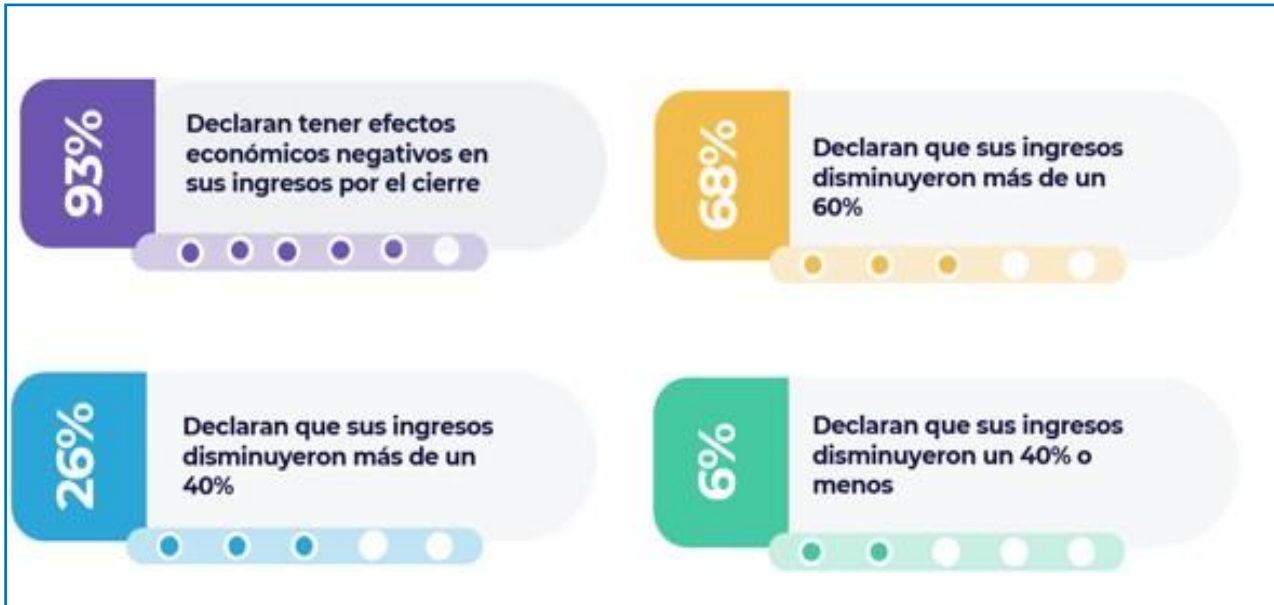 93%
Declaran tener efectos
económicos negativos en
sus ingresos por el cierre
68%
Declaran que sus ingresos
disminuyeron más de un
60%
26%
Declaran que sus ingresos
disminuyeron más de un
40%
6%
Declaran que sus ingresos
disminuyeron un 40% o
menos